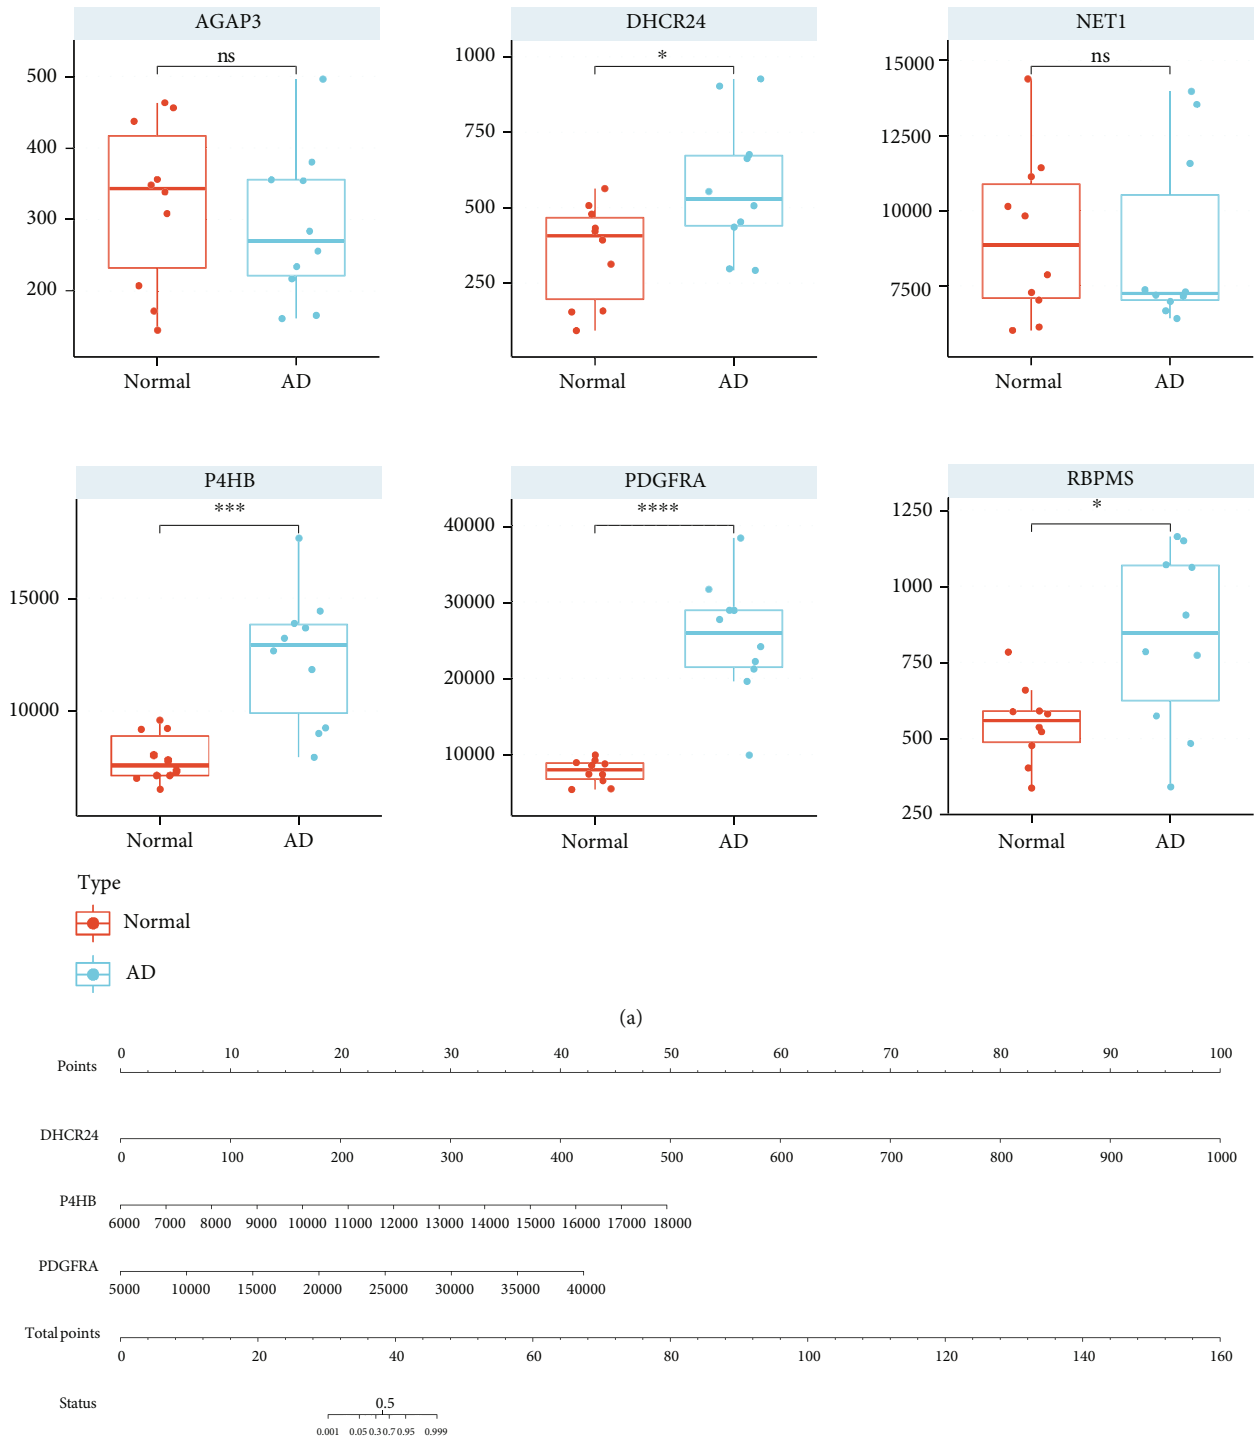 AGAP3 DHCR24 NET1
ns * ns
500
400
300
200
Normal AD
1000
750
500
250
Normal AD
15000
12500
10000
7500
Normal AD
P4HB PDGFRA RBPMS
*** **** *
15000
10000
Normal AD
40000
30000
20000
10000
Normal AD
1250
1000
750
500
250
Normal AD
Type
Normal
AD
(a)
Points 0 10 20 30 40 50 60 70 80 90 100
DHCR24
0 100 200 300 400 500 600 700 800 900 1000
P4HB
6000 7000 8000 9000 10000 11000 12000 13000 14000 15000 16000 17000 18000
PDGFRA
5000 10000 15000 20000 25000 30000 35000 40000
Total points
0 20 40 60 80 100 120 140 160
Status 0.5
0.001 0.05 0.3 0.7 0.95 0.999